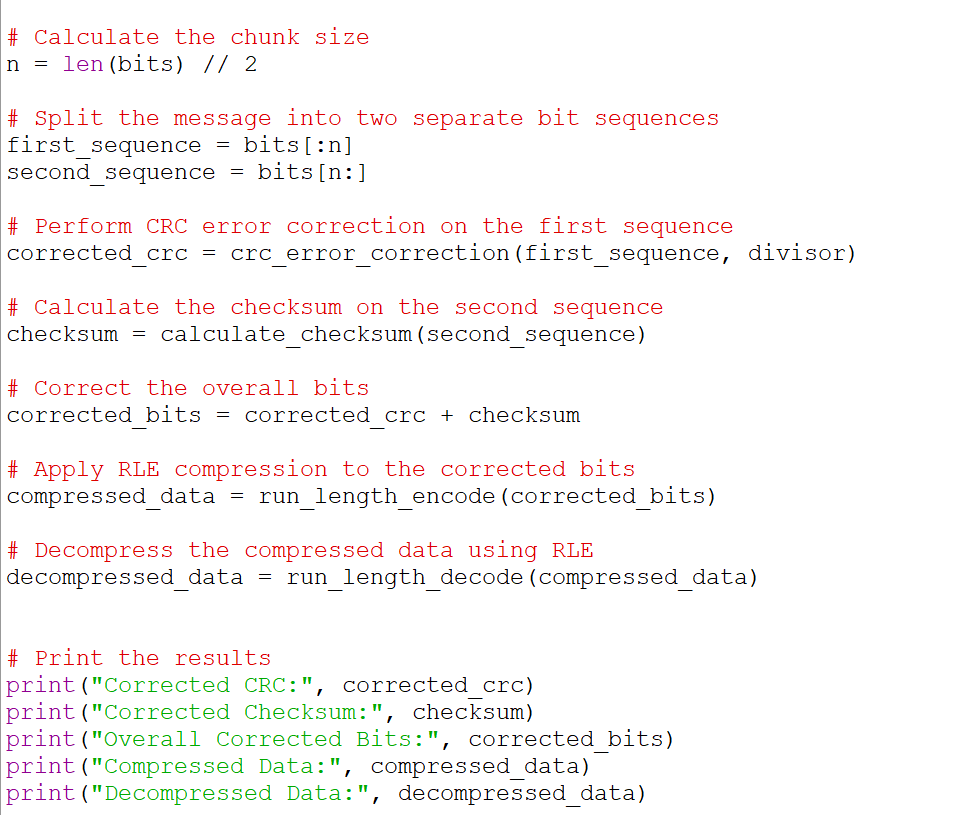 # Calculate the chunk size
n = len(bits) // 2
# Split the message into two separate bit sequences
first_sequence = bits[:n]
second_sequence = bits[n:]
# Perform CRC error correction on the first sequence
corrected_crc = crc_error_correction(first_sequence, divisor)
# Calculate the checksum on the second sequence
checksum = calculate_checksum(second_sequence)
# Correct the overall bits
corrected_bits = corrected_crc + checksum
# Apply RLE compression to the corrected bits
compressed_data = run_length_encode(corrected_bits)
# Decompress the compressed data using RLE
decompressed_data = run_length_decode(compressed_data)
# Print the results
print("Corrected CRC:", corrected_crc)
print("Corrected Checksum:", checksum)
print("Overall Corrected Bits:", corrected_bits)
print("Compressed Data:", compressed_data)
print("Decompressed Data:", decompressed_data)